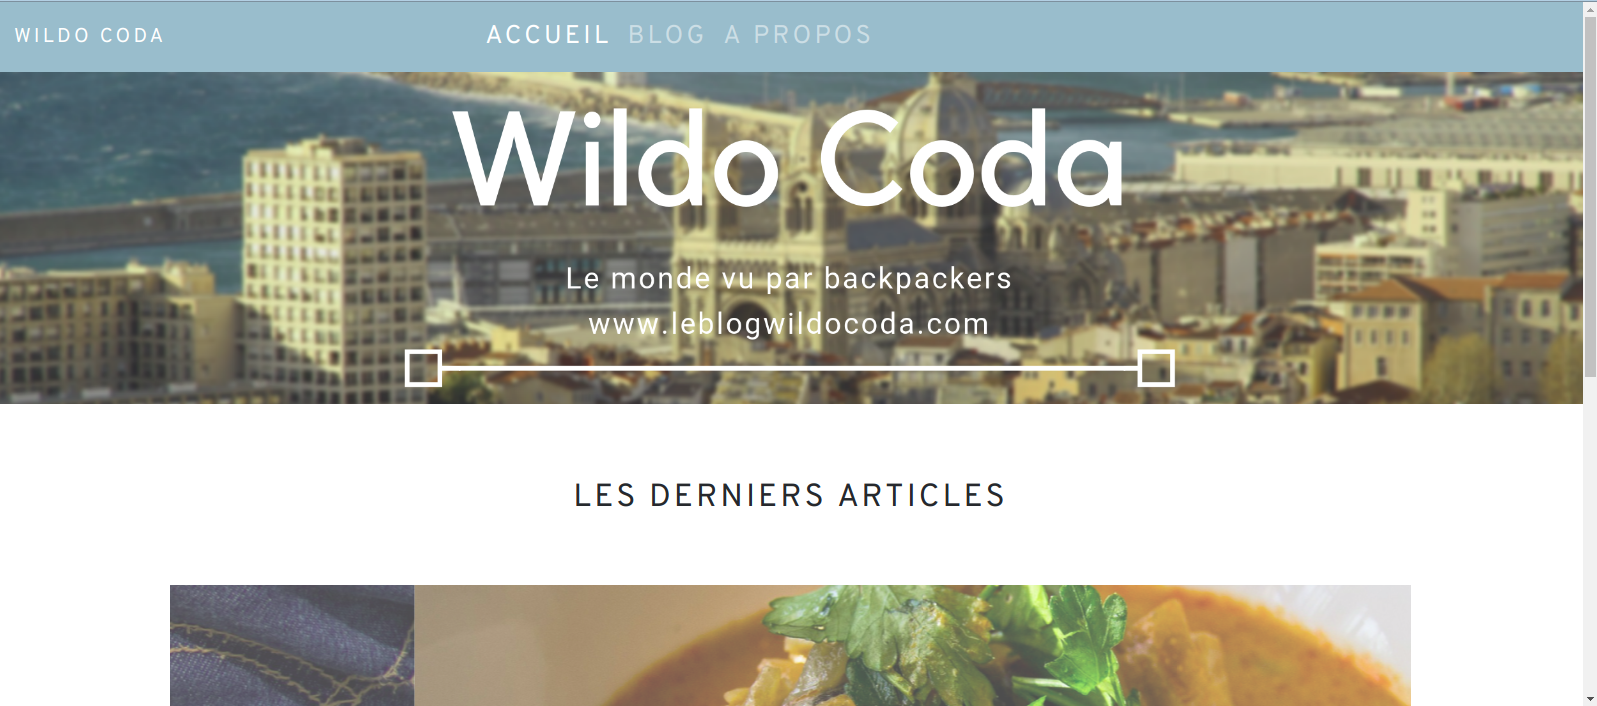 WILDO CODA
ACCUEIL BLOG A PROPOS
Wildo Coda
Le monde vu par backpackers
www.leblogwildocoda.com
LES DERNIERS ARTICLES